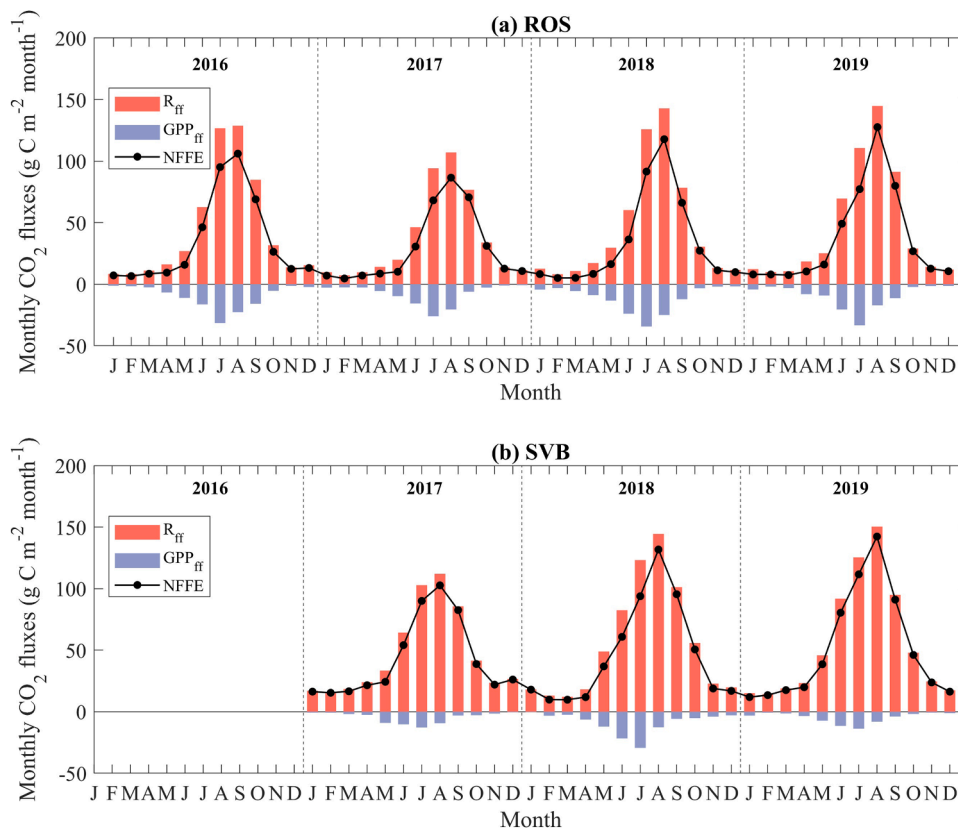 (a) ROS
Monthly CO2 fluxes (g C m-2 month-1)
200
150
100
50
0
-50
2016 2017 2018 2019
Rff
GPPff
NFFE
J F M A M J J A S O N D J F M A M J J A S O N D J F M A M J J A S O N D J F M A M J J A S O N D
Month
(b) SVB
Monthly CO2 fluxes (g C m-2 month-1)
200
150
100
50
0
-50
2016 2017 2018 2019
Rff
GPPff
NFFE
J F M A M J J A S O N D J F M A M J J A S O N D J F M A M J J A S O N D J F M A M J J A S O N D
Month